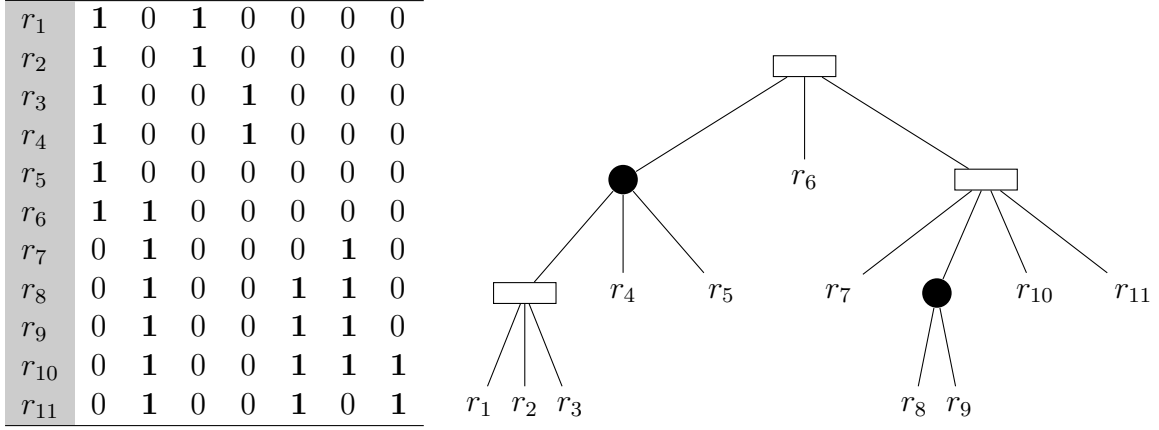 r₁ 1 0 1 0 0 0 0
r₂ 1 0 1 0 0 0 0
r₃ 1 0 0 1 0 0 0
r₄ 1 0 0 1 0 0 0
r₅ 1 0 0 0 0 0 0
r₆ 1 1 0 0 0 0 0
r₇ 0 1 0 0 0 1 0
r₈ 0 1 0 0 1 1 0
r₉ 0 1 0 0 1 1 0
r₁₀ 0 1 0 0 1 1 1
r₁₁ 0 1 0 0 1 0 1
r₆
r₄ r₅ r₇ r₁₀ r₁₁
r₁ r₂ r₃ r₈ r₉